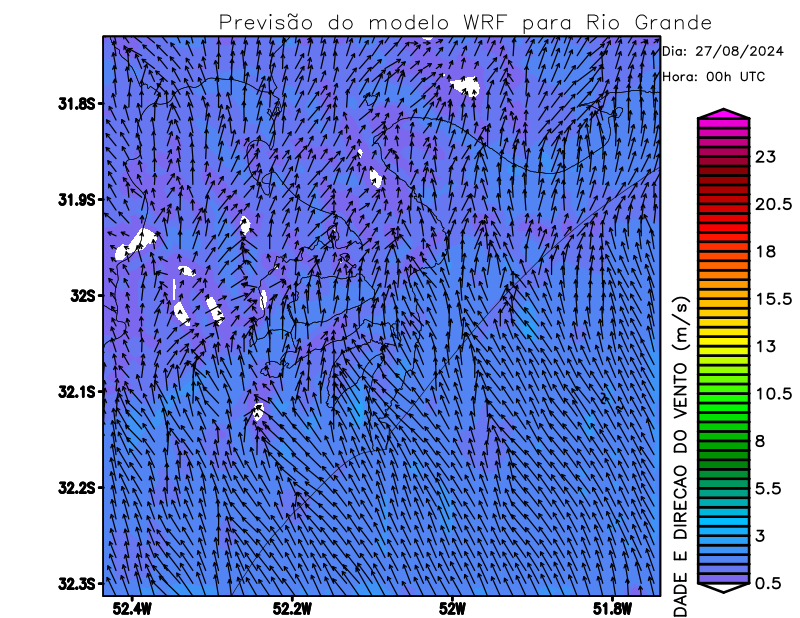 Previsão do modelo WRF para Rio Grande
Dia: 27/08/2024
Hora: 00h UTC
31.8S
31.9S
32S
32.1S
32.2S
32.3S
52.4W
52.2W
52W
51.8W
DADE E DIRECAO DO VENTO (m/s)
23
20.5
18
15.5
13
10.5
8
5.5
3
0.5